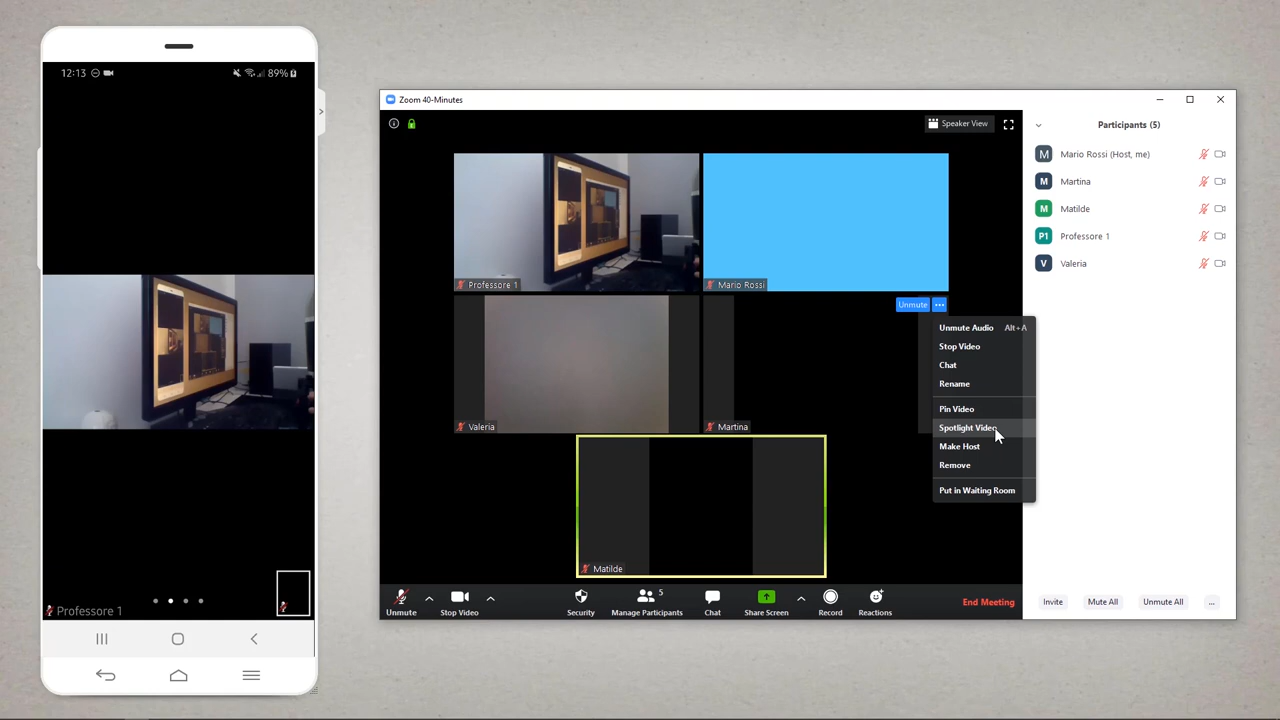 12:13
89%
Professore 1
Zoom 40-Minutes
Speaker View
Professore 1
Mario Rossi
Unmute
Valeria
Martina
Matilde
Unmute Audio Alt+A
Stop Video
Chat
Rename
Pin Video
Spotlight Video
Make Host
Remove
Put in Waiting Room
Unmute
Stop Video
Security
5
Manage Participants
Chat
Share Screen
Record
Reactions
End Meeting
Participants (5)
M Mario Rossi (Host, me)
M Martina
M Matilde
P1 Professore 1
V Valeria
Invite
Mute All
Unmute All
...